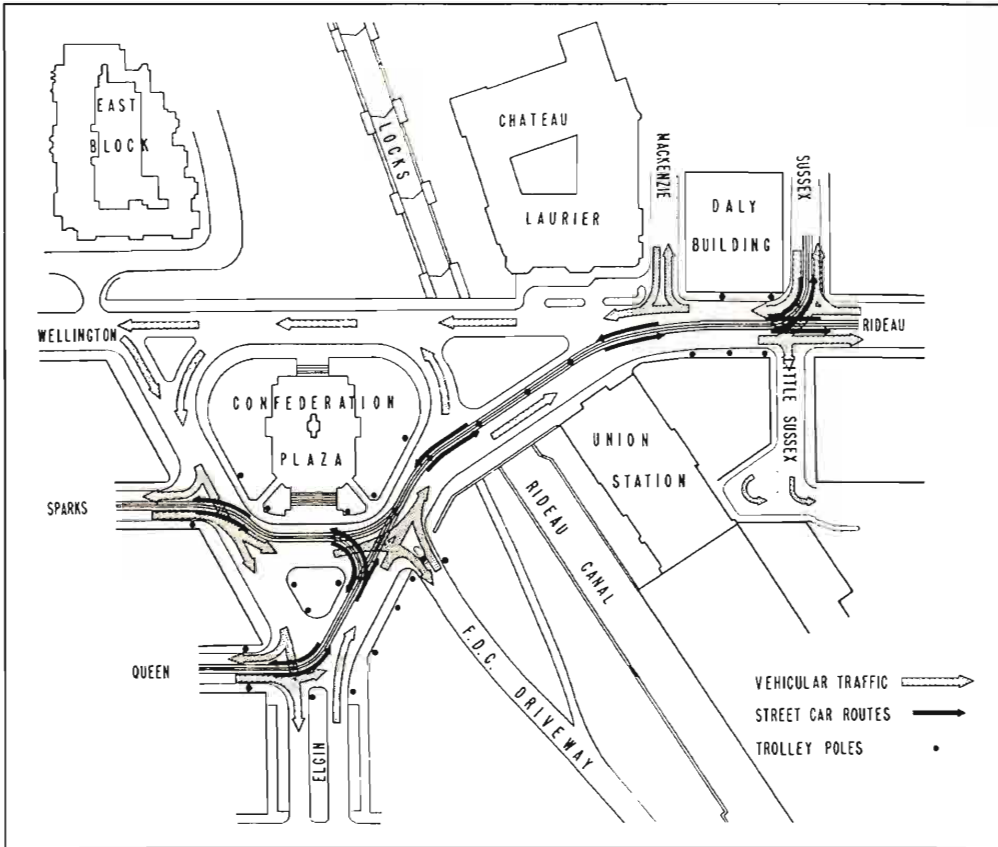 EAST
BLOCK
LOCKS
CHATEAU
LAURIER
MACKENZIE
DALY
BUILDING
SUSSEX
WELLINGTON
RIDEAU
CONFEDERATION
PLAZA
UNION
STATION
TTLE SUSSEX
SPARKS
RIDEAU CANAL
QUEEN
F.D.C. DRIVEWAY
ELGIN
VEHICULAR TRAFFIC
STREET CAR ROUTES
TROLLEY POLES